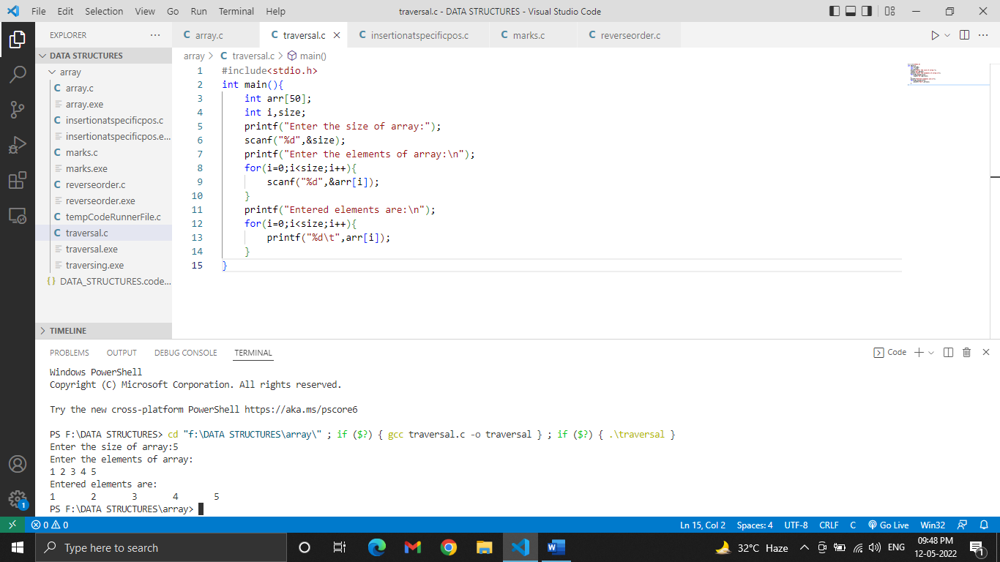 File Edit Selection View Go Run Terminal Help traversal.c - DATA STRUCTURES - Visual Studio Code
EXPLORER ···
DATA STRUCTURES
array
C array.c
array.exe
C insertionatspecificpos.c
insertionatspecificpos.e...
C marks.c
marks.exe
C reverseorder.c
reverseorder.exe
C tempCodeRunnerFile.c
C traversal.c
traversal.exe
traversing.exe
{} DATA_STRUCTURES.code...
TIMELINE
C array.c C traversal.c C insertionatspecificpos.c C marks.c C reverseorder.c
array > C traversal.c > main()
1 #include<stdio.h>
2 int main(){
3 int arr[50];
4 int i,size;
5 printf("Enter the size of array:");
6 scanf("%d",&size);
7 printf("Enter the elements of array:\n");
8 for(i=0;i<size;i++){
9 scanf("%d",&arr[i]);
10 }
11 printf("Entered elements are:\n");
12 for(i=0;i<size;i++){
13 printf("%d\t",arr[i]);
14 }
15 }
PROBLEMS OUTPUT DEBUG CONSOLE TERMINAL Code
Windows PowerShell
Copyright (C) Microsoft Corporation. All rights reserved.
Try the new cross-platform PowerShell https://aka.ms/pscore6
PS F:\DATA STRUCTURES> cd "f:\DATA STRUCTURES\array\" ; if ($?) { gcc traversal.c -o traversal } ; if ($?) { .\traversal }
Enter the size of array:5
Enter the elements of array:
1 2 3 4 5
Entered elements are:
1 2 3 4 5
PS F:\DATA STRUCTURES\array>
1
0 0 Ln 15, Col 2 Spaces: 4 UTF-8 CRLF C Go Live Win32
Type here to search 32°C Haze ENG 09:48 PM
12-05-2022 1